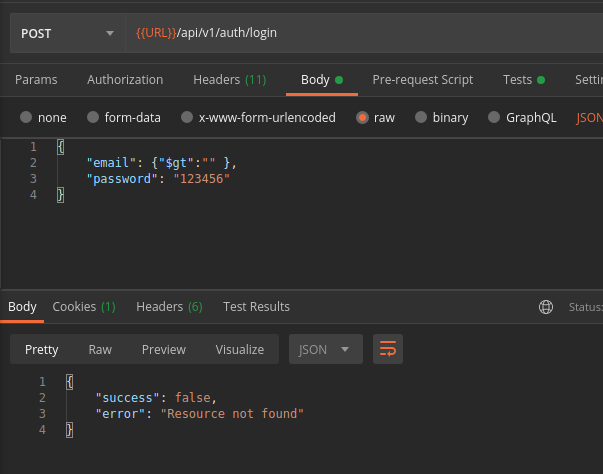 POST {{URL}}/api/v1/auth/login
Params Authorization Headers (11) Body Pre-request Script Tests Settin
none form-data x-www-form-urlencoded raw binary GraphQL JSON
1 {
2 "email": {"$gt":"" },
3 "password": "123456"
4 }
Body Cookies (1) Headers (6) Test Results Status:
Pretty Raw Preview Visualize JSON
1 {
2 "success": false,
3 "error": "Resource not found"
4 }